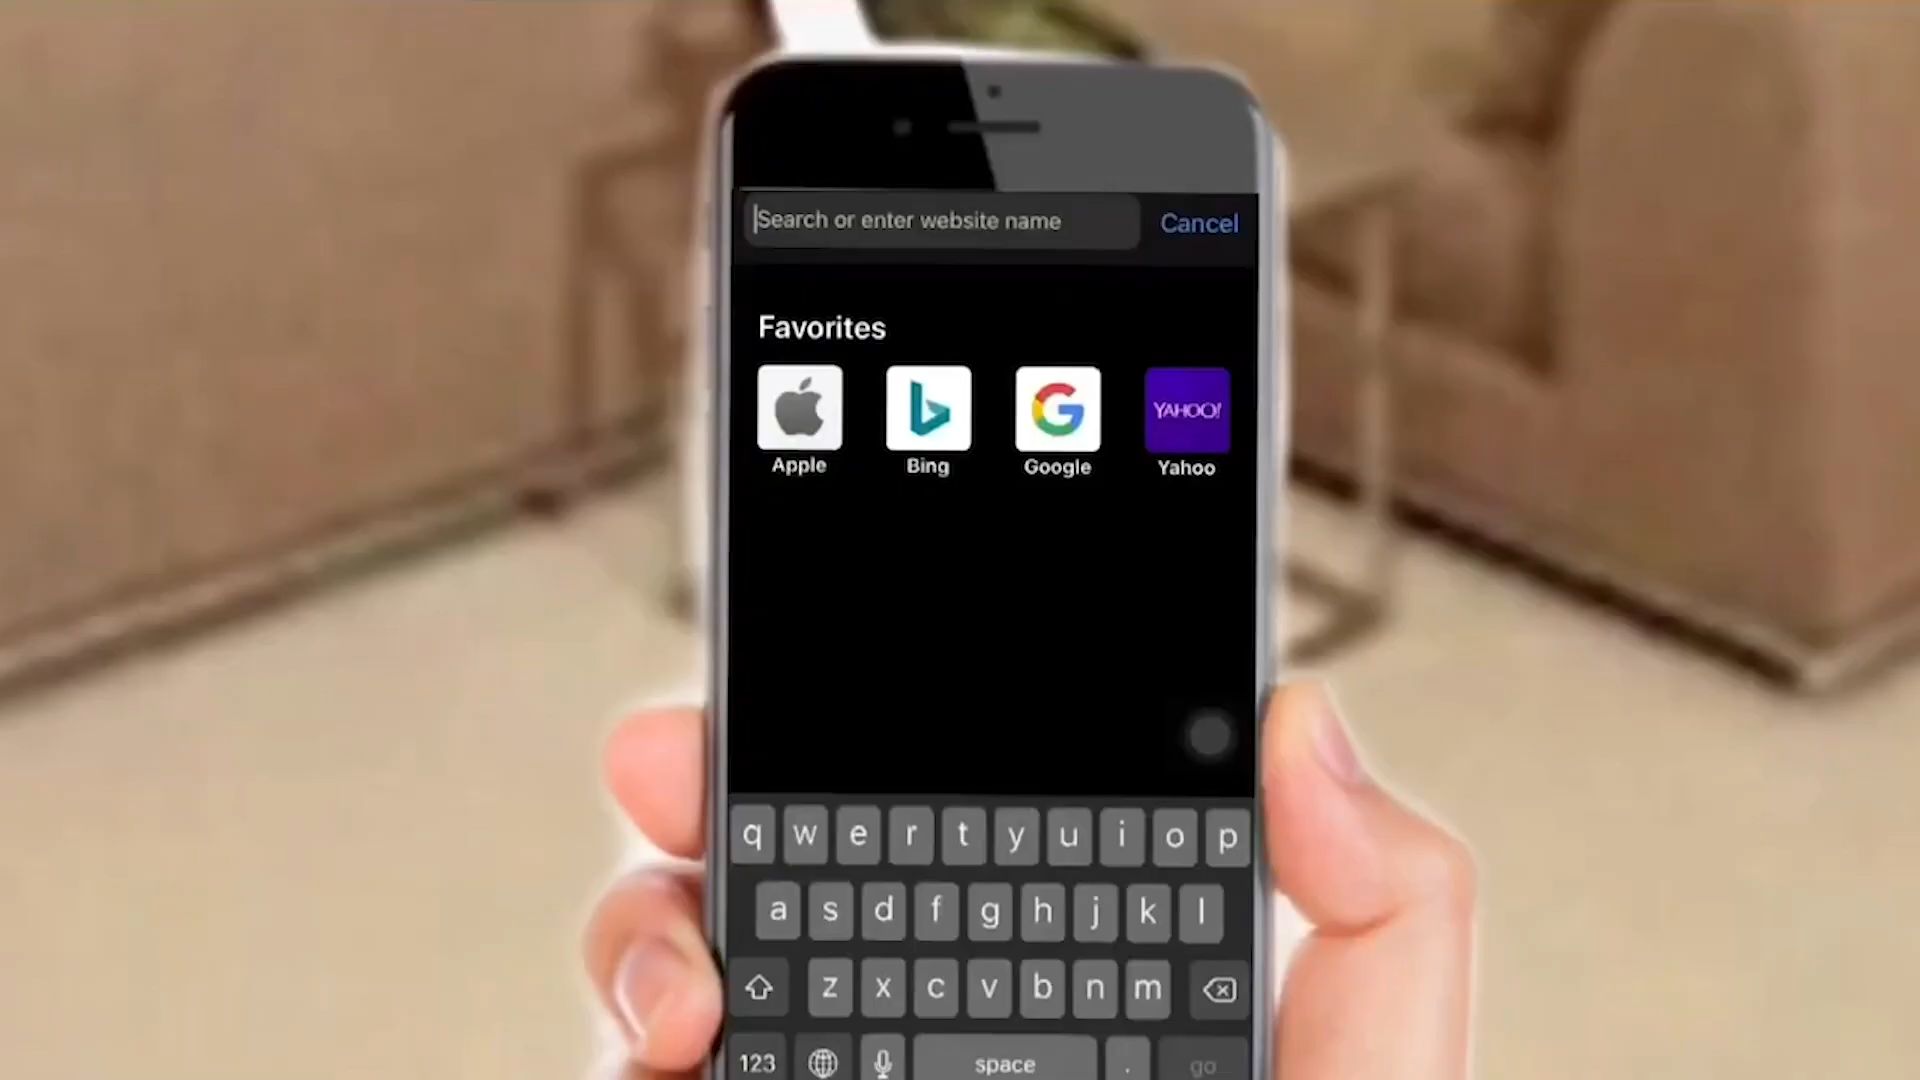 Search or enter website name Cancel
Favorites
YAHOO!
Apple Bing Google Yahoo
q w e r t y u i o p
a s d f g h j k l
z x c v b n m
123 space . go